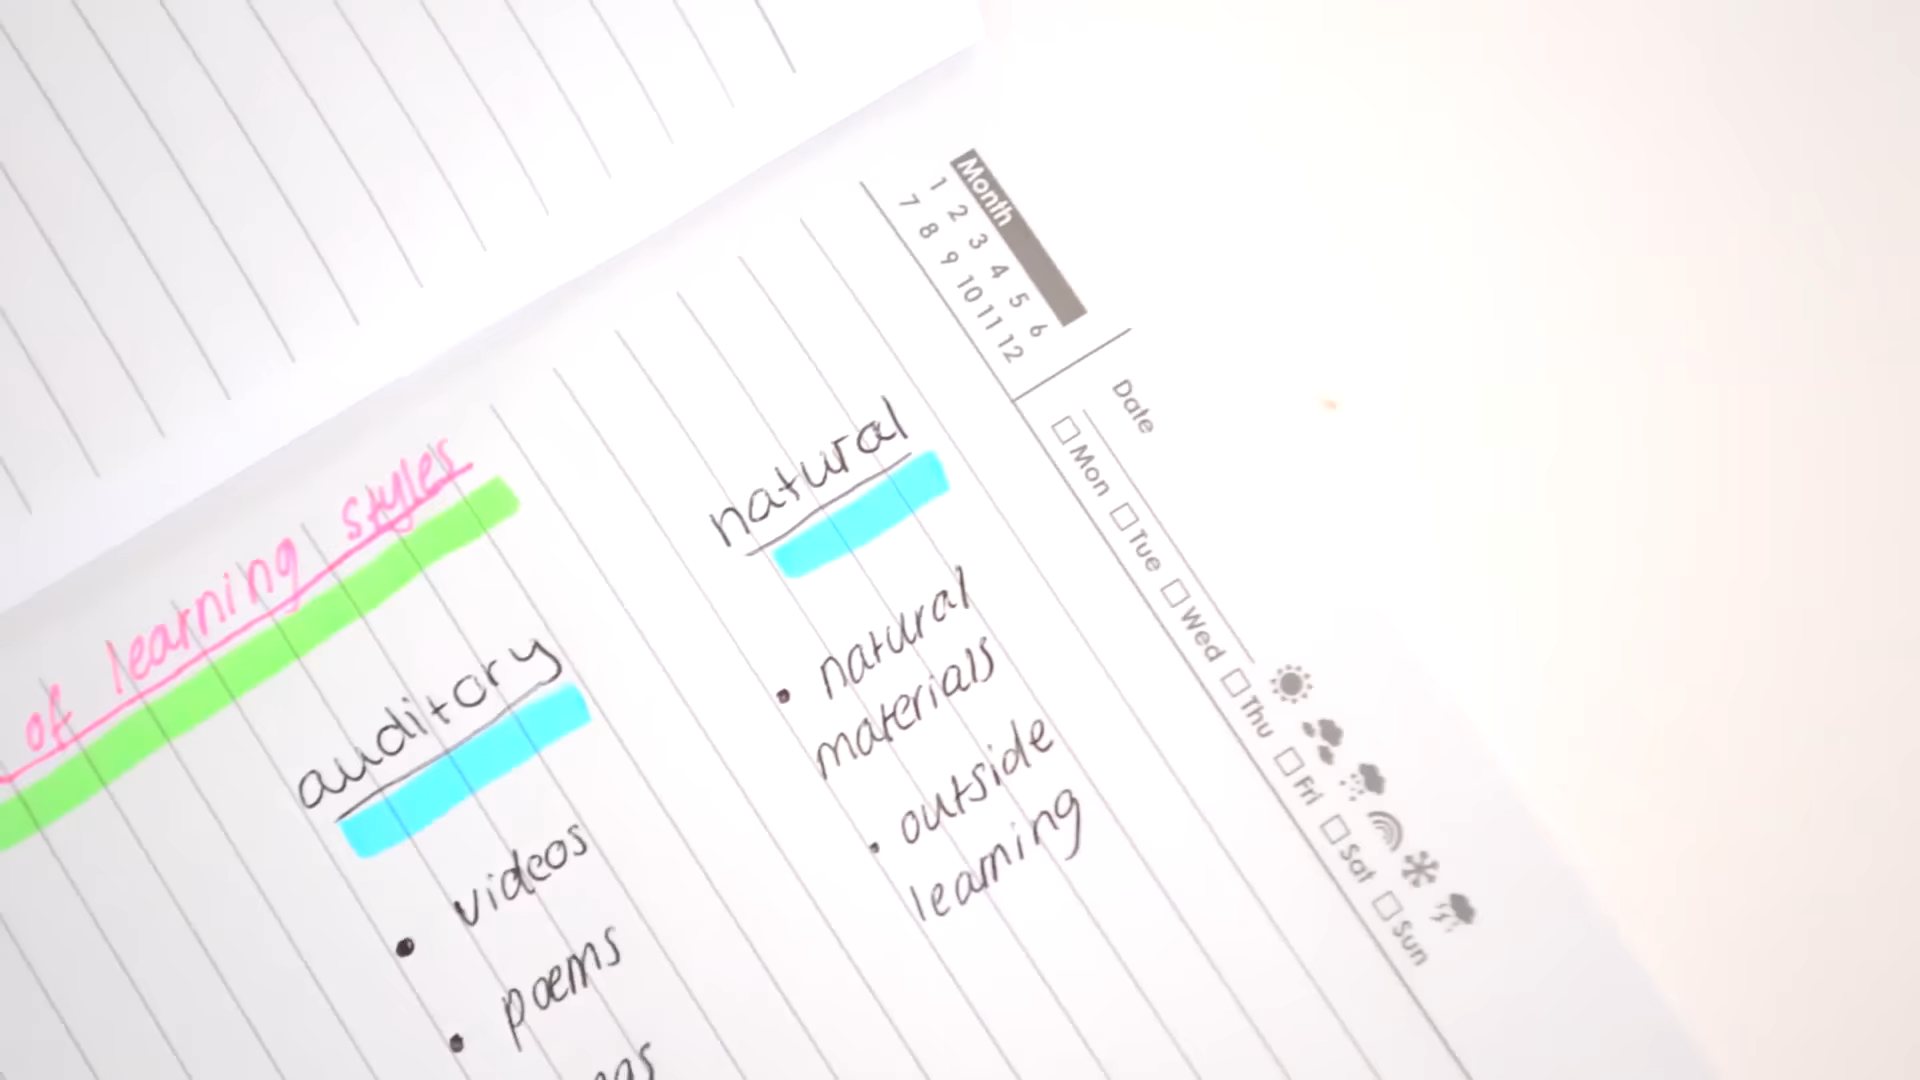 of learning styles
auditory
videos
poems
natural
natural
materials
outside
learning
Month
1 2 3 4 5 6
7 8 9 10 11 12
Date
Mon Tue Wed Thu Fri Sat Sun